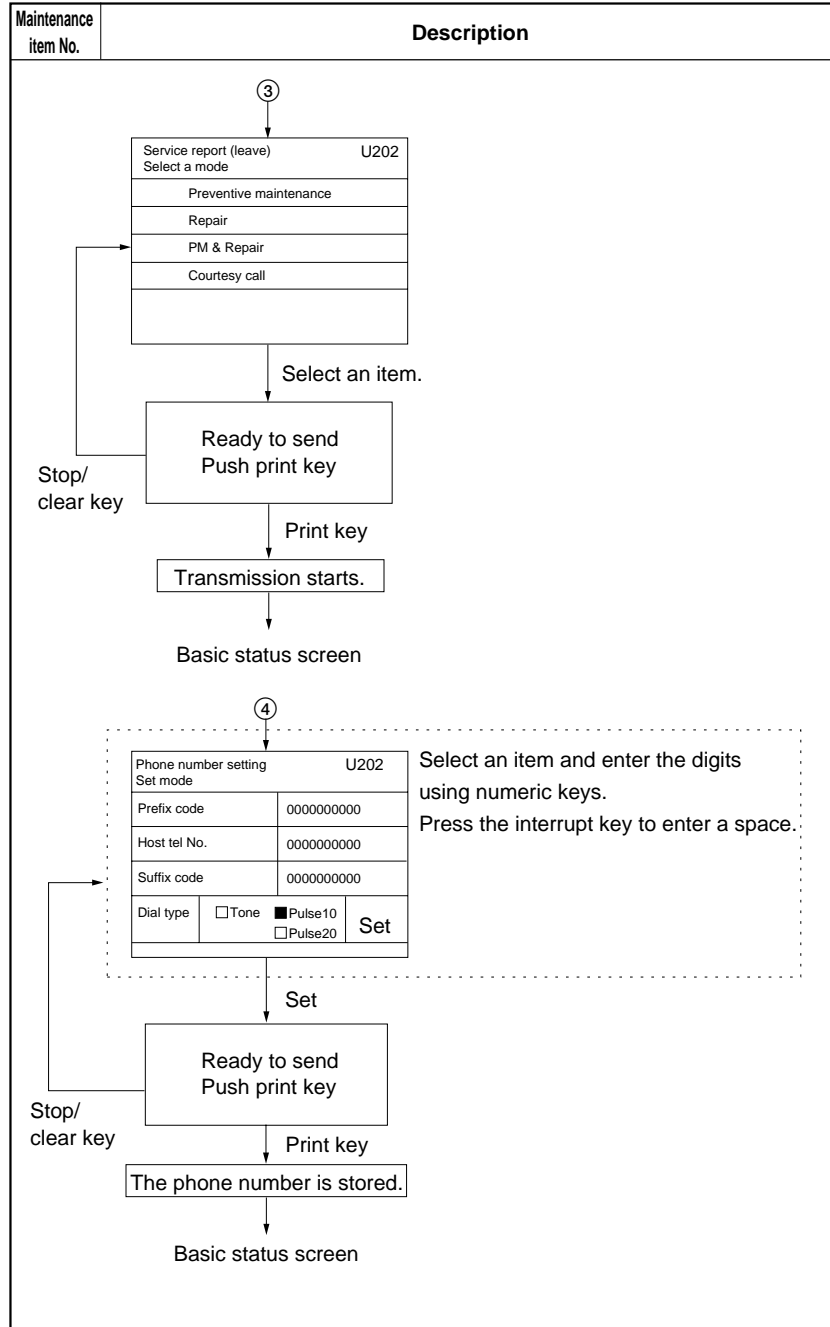 Maintenance
item No.
Description
③
Service report (leave) U202
Select a mode
Preventive maintenance
Repair
PM & Repair
Courtesy call
Select an item.
Ready to send
Push print key
Stop/
clear key
Print key
Transmission starts.
Basic status screen
④
Phone number setting U202
Set mode
Prefix code 0000000000
Host tel No. 0000000000
Suffix code 0000000000
Dial type □Tone ■Pulse10
□Pulse20 Set
Select an item and enter the digits
using numeric keys.
Press the interrupt key to enter a space.
Set
Ready to send
Push print key
Stop/
clear key
Print key
The phone number is stored.
Basic status screen